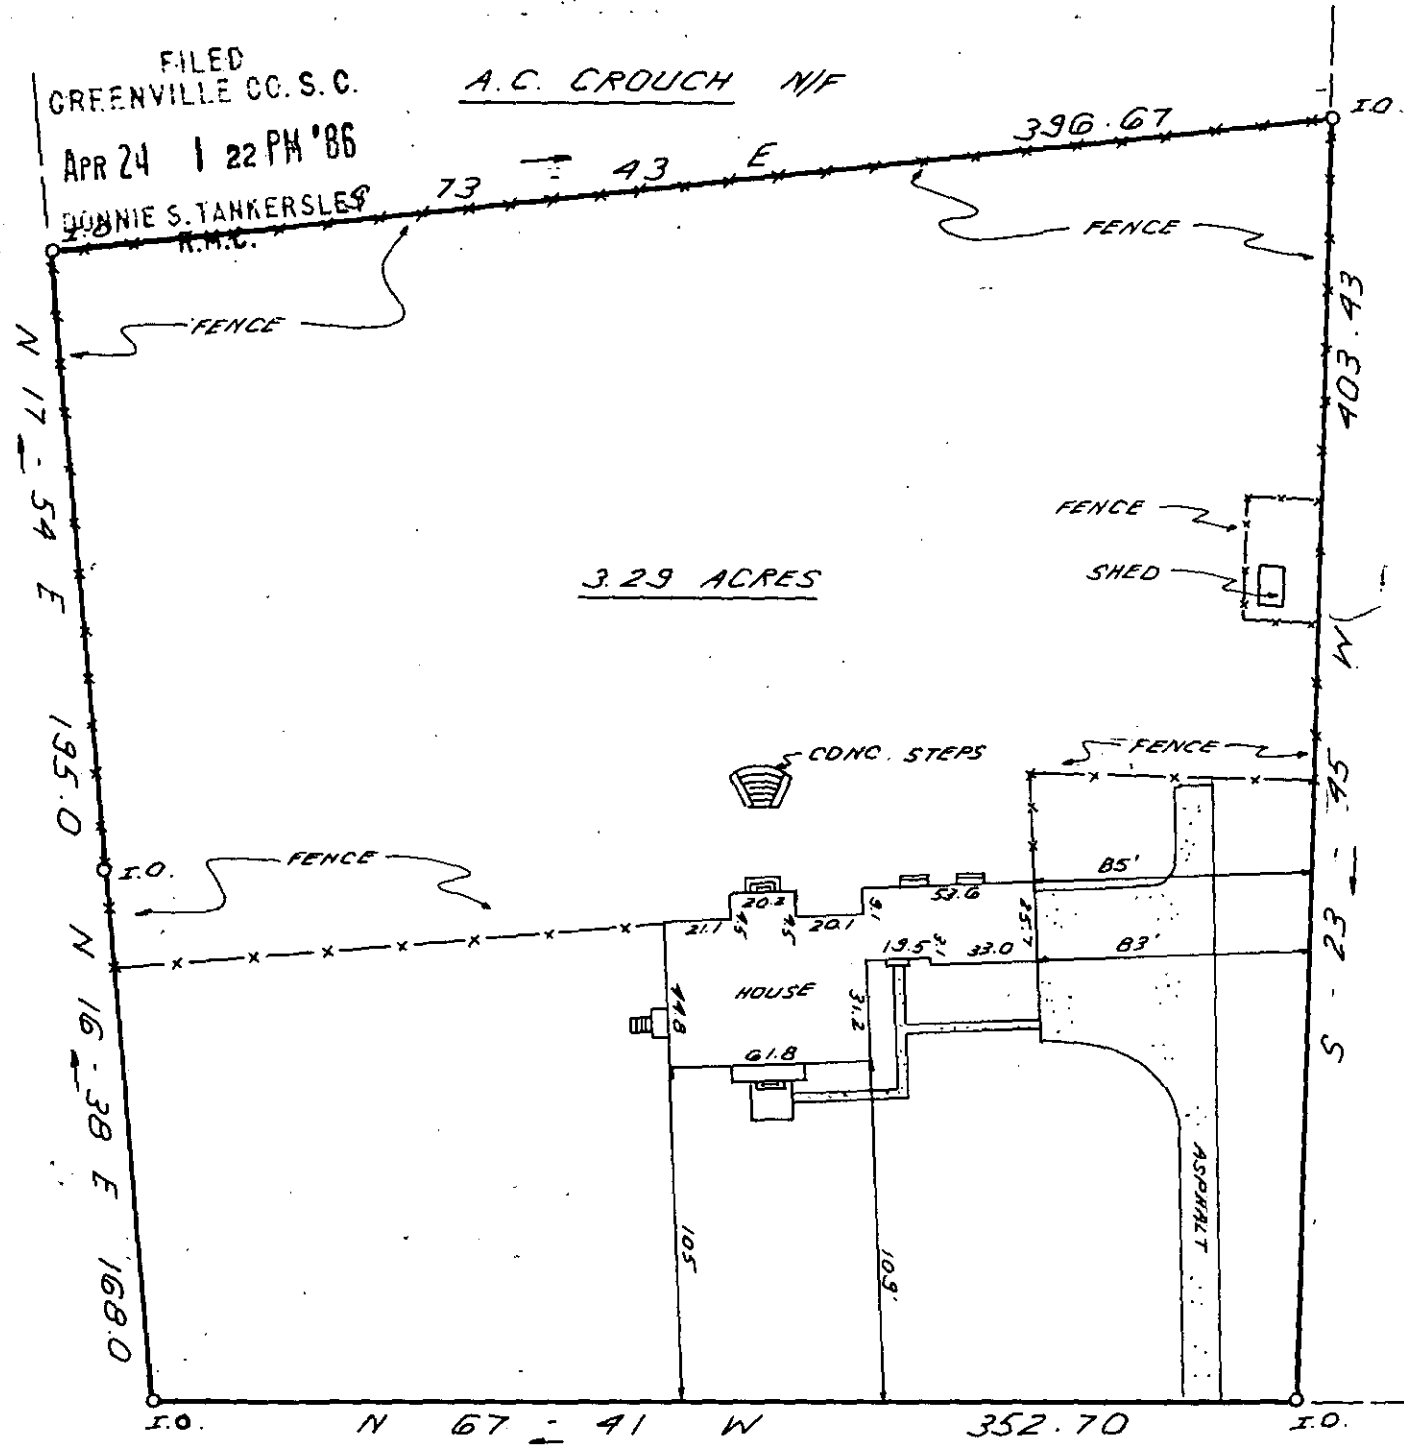 FILED
GREENVILLE CO. S. C.
APR 24 1 22 PM '86
DONNIE S. TANKERSLEY
R.M.C.
A.C. CROUCH N/F
I.O.
I.O.
S 73 - 43 E 396.67
FENCE
FENCE
N 17 - 54 E 195.0
S - 23 - 45 W 403.43
FENCE
SHED
3.29 ACRES
CONC. STEPS
FENCE
FENCE
I.O.
85'
20.2
53.6
21.1
4.5
4.5
20.1
9.1
25.7
19.5
33.0
83'
HOUSE
44.8
31.2
61.8
N 16 - 38 E 168.0
105'
109'
ASPHALT
I.O.
N 67 - 41 W 352.70
I.O.